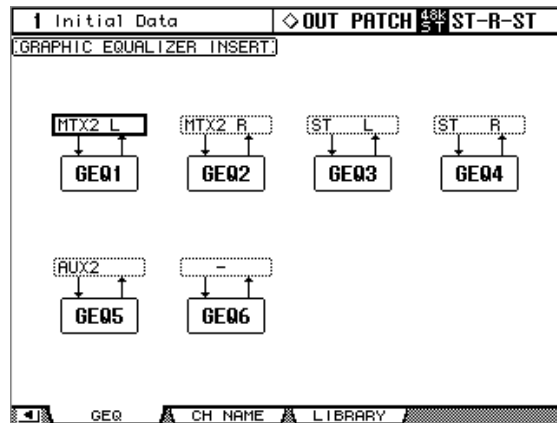 1 Initial Data ◇OUT PATCH 48k ST ST-R-ST
GRAPHIC EQUALIZER INSERT
MTX2 L MTX2 R ST L ST R
GEQ1 GEQ2 GEQ3 GEQ4
AUX2 -
GEQ5 GEQ6
GEQ CH NAME LIBRARY